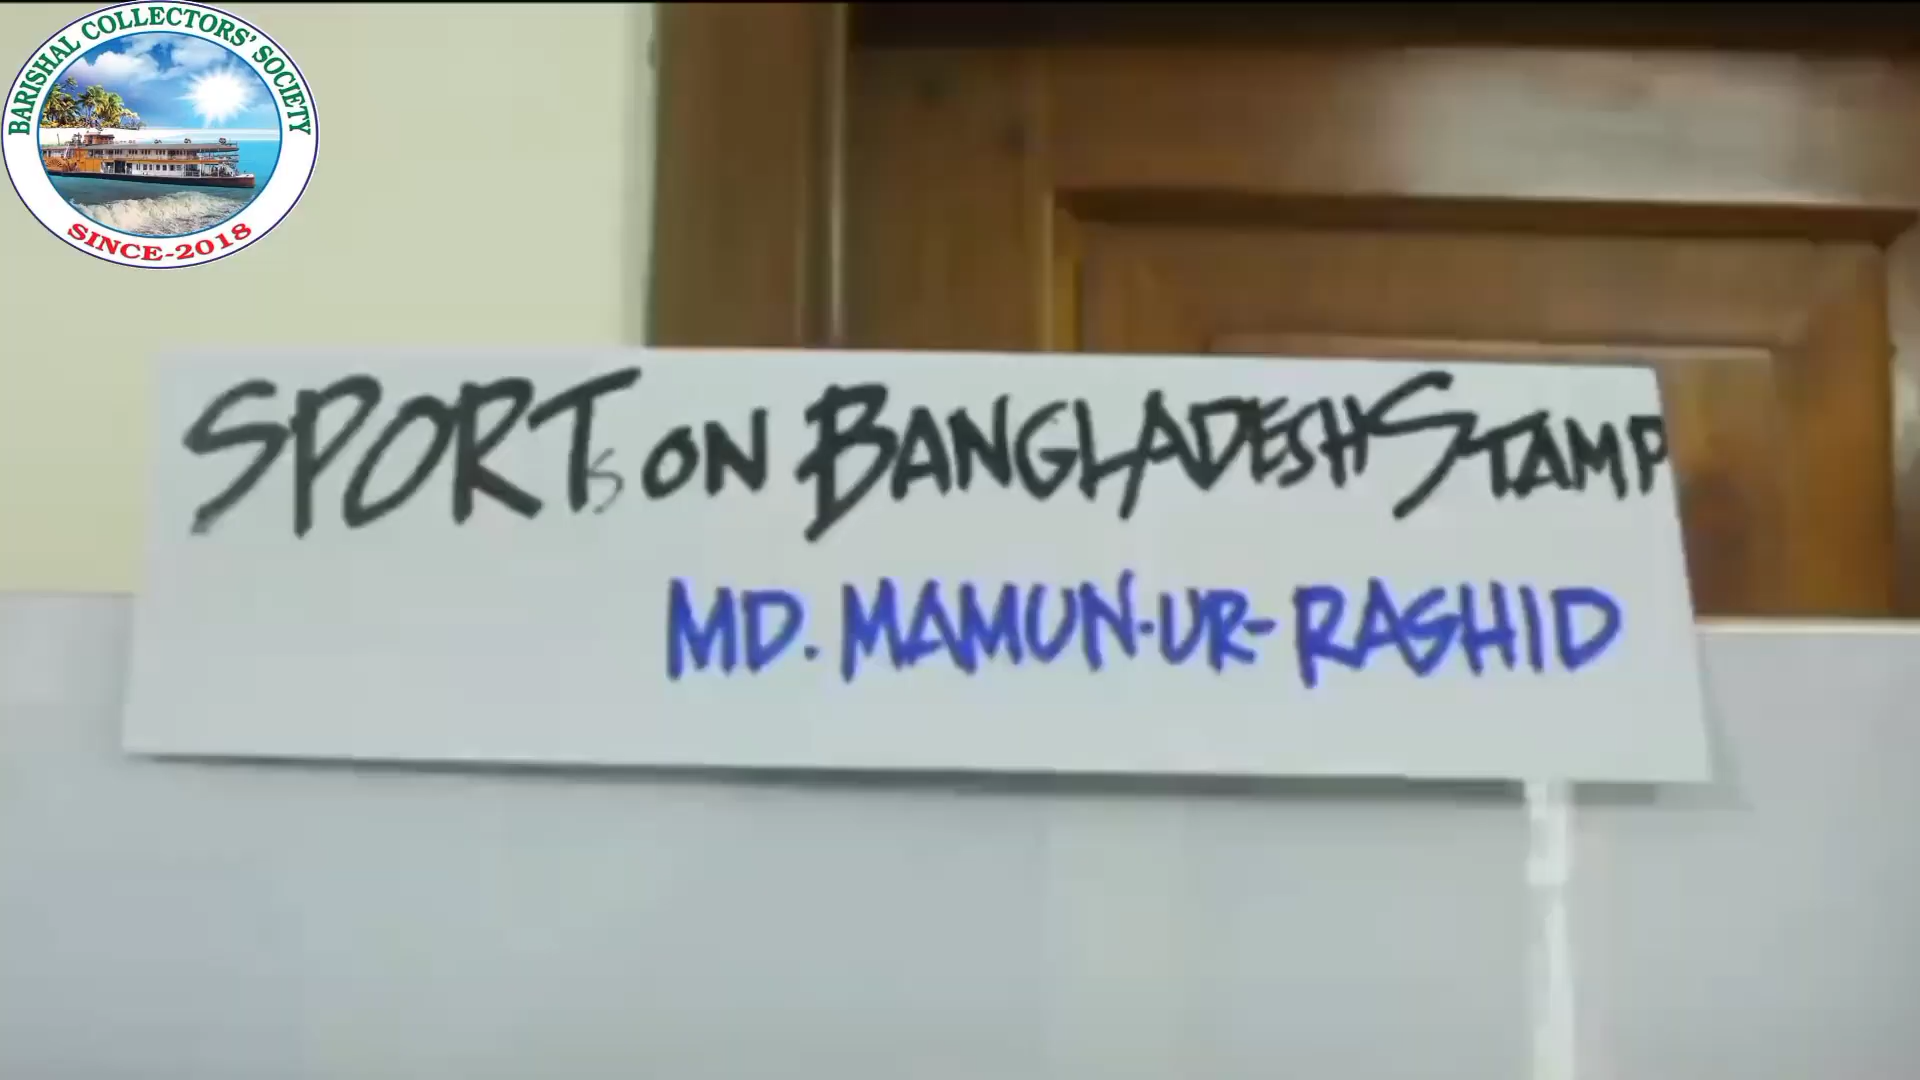 BARISHAL COLLECTORS' SOCIETY
SINCE-2018
SPORTs ON BANGLADESH STAMP
MD. MAMUN-UR-RASHID